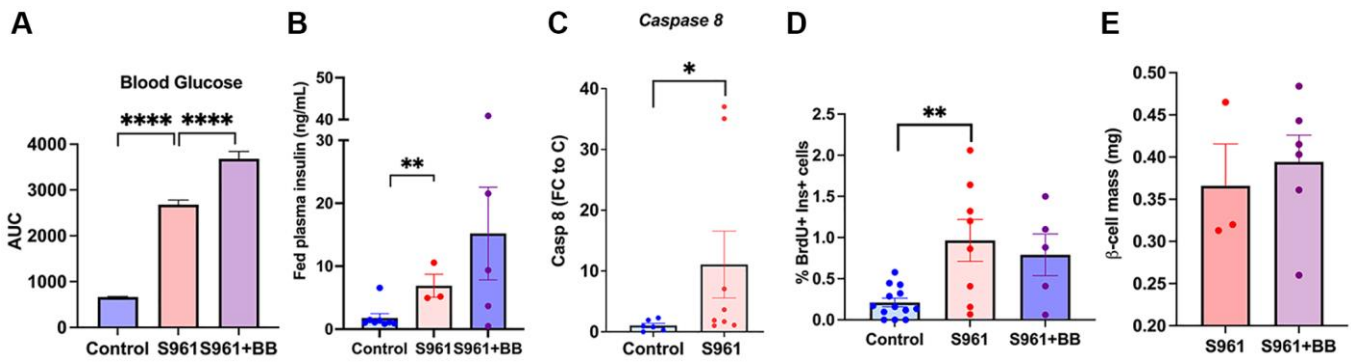 A
Blood Glucose
**** ****
AUC
4000
3000
2000
1000
0
Control S961 S961+BB
B
Fed plasma insulin (ng/mL)
50
40
30
20
10
0
**
Control S961 S961+BB
C
Caspase 8
*
Casp 8 (FC to C)
40
30
20
10
0
Control S961
D
**
% BrdU+ Ins+ cells
2.5
2.0
1.5
1.0
0.5
0.0
Control S961 S961+BB
E
β-cell mass (mg)
0.50
0.45
0.40
0.35
0.30
0.25
0.20
S961 S961+BB